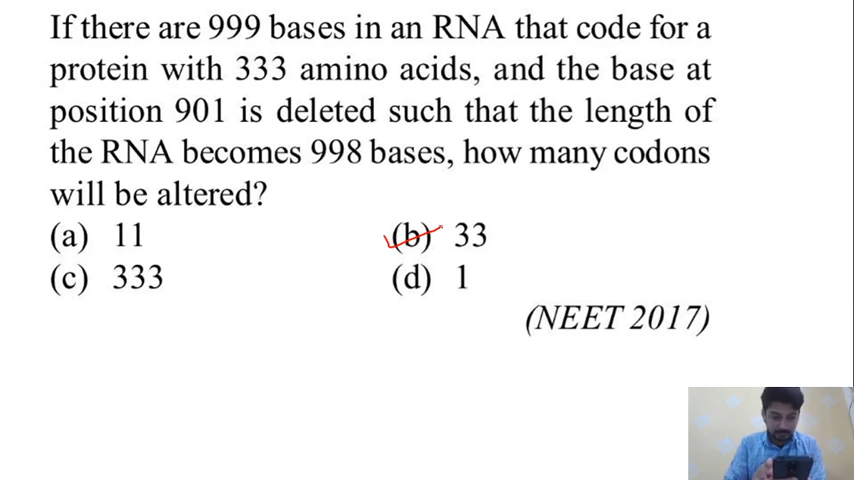 If there are 999 bases in an RNA that code for a
protein with 333 amino acids, and the base at
position 901 is deleted such that the length of
the RNA becomes 998 bases, how many codons
will be altered?
(a) 11 (b) 33
(c) 333 (d) 1
(NEET 2017)